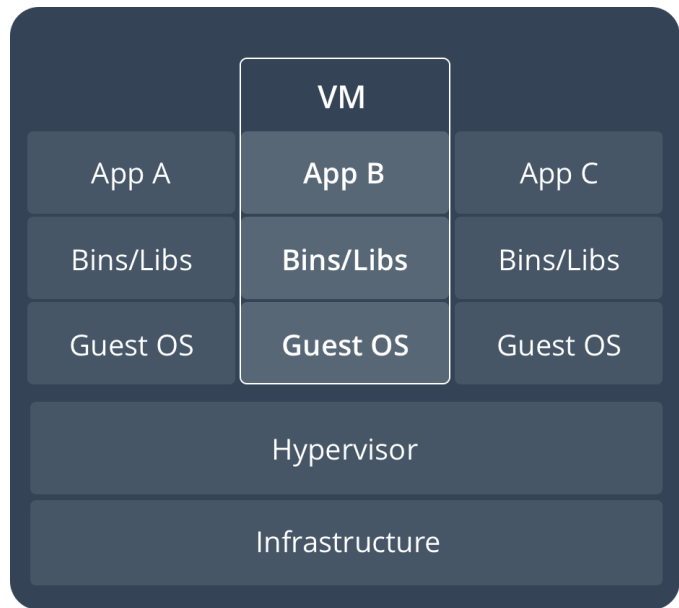 VM
App A
App B
App C
Bins/Libs
Bins/Libs
Bins/Libs
Guest OS
Guest OS
Guest OS
Hypervisor
Infrastructure